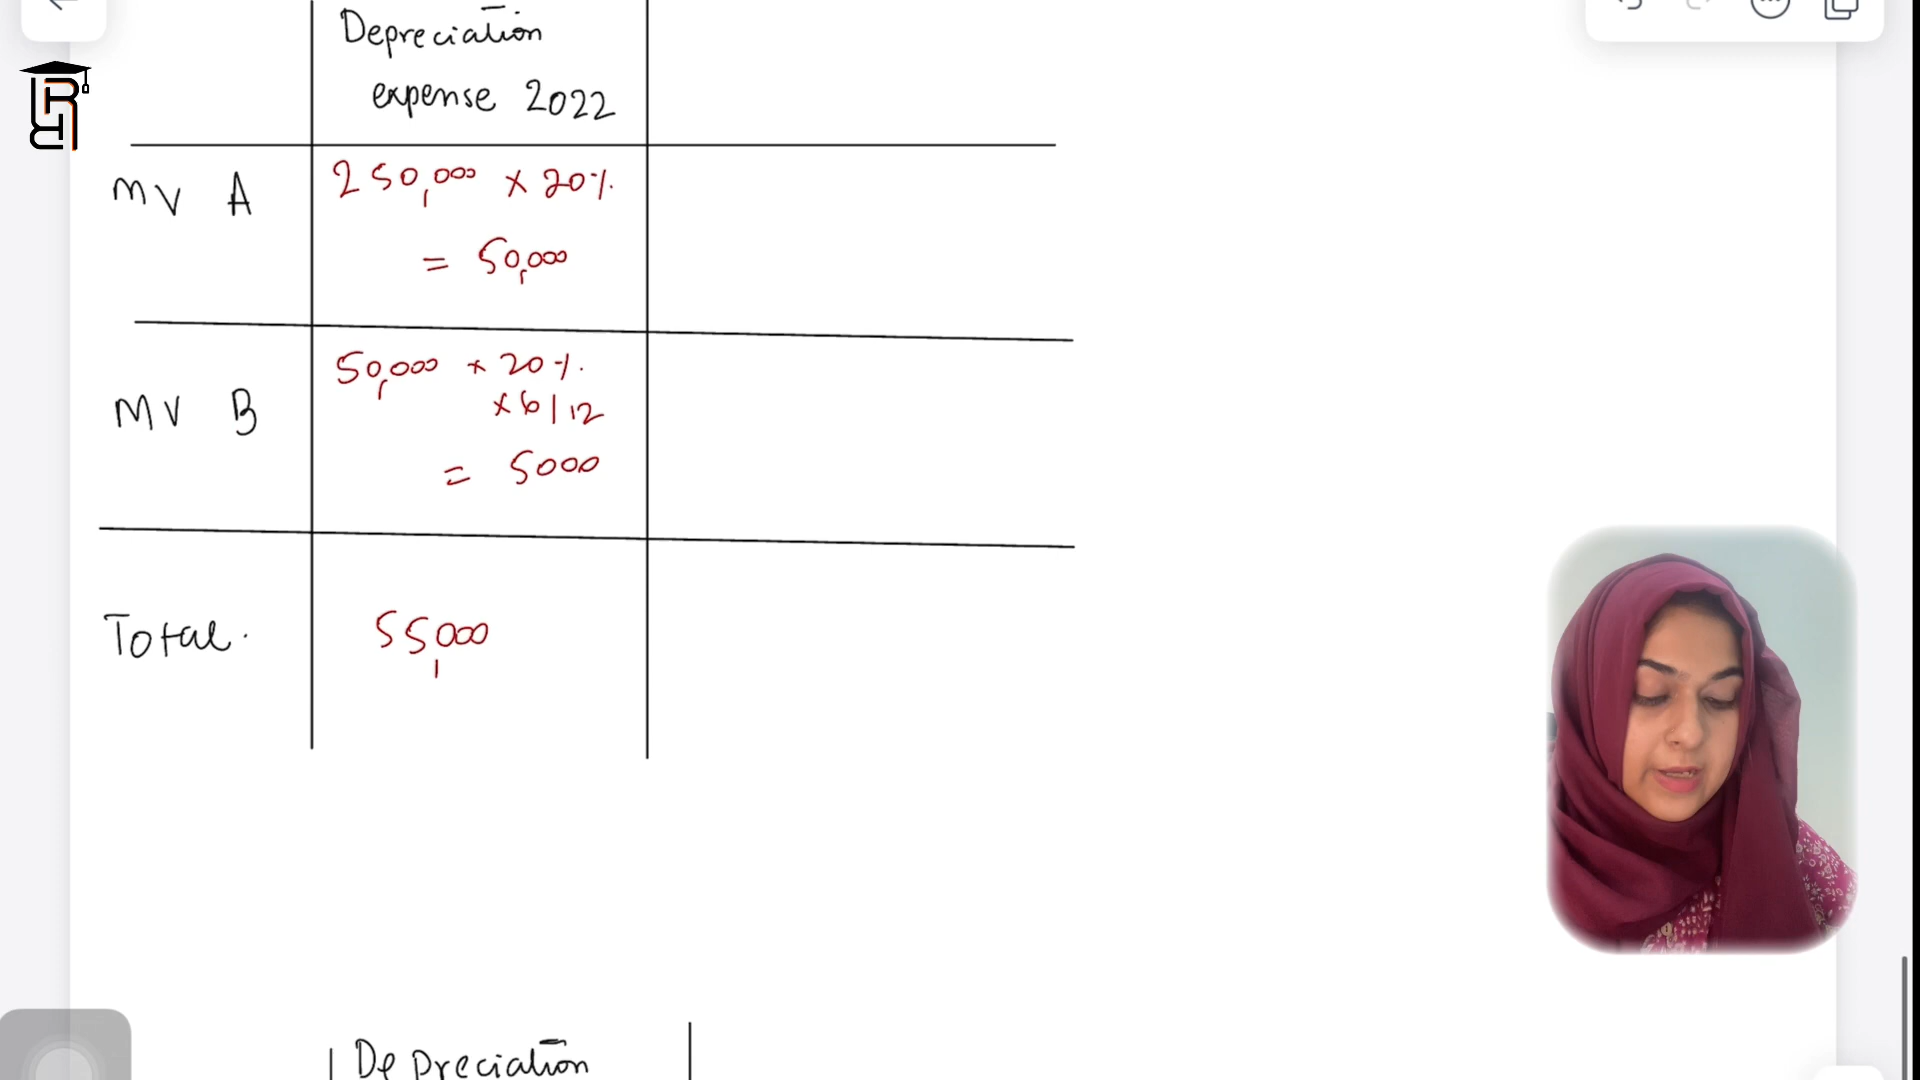 Depreciation
expense 2022
MV A
250,000 x 20%.
= 50,000
MV B
50,000 x 20%.
x 6/12
= 5000
Total.
55,000
Depreciation